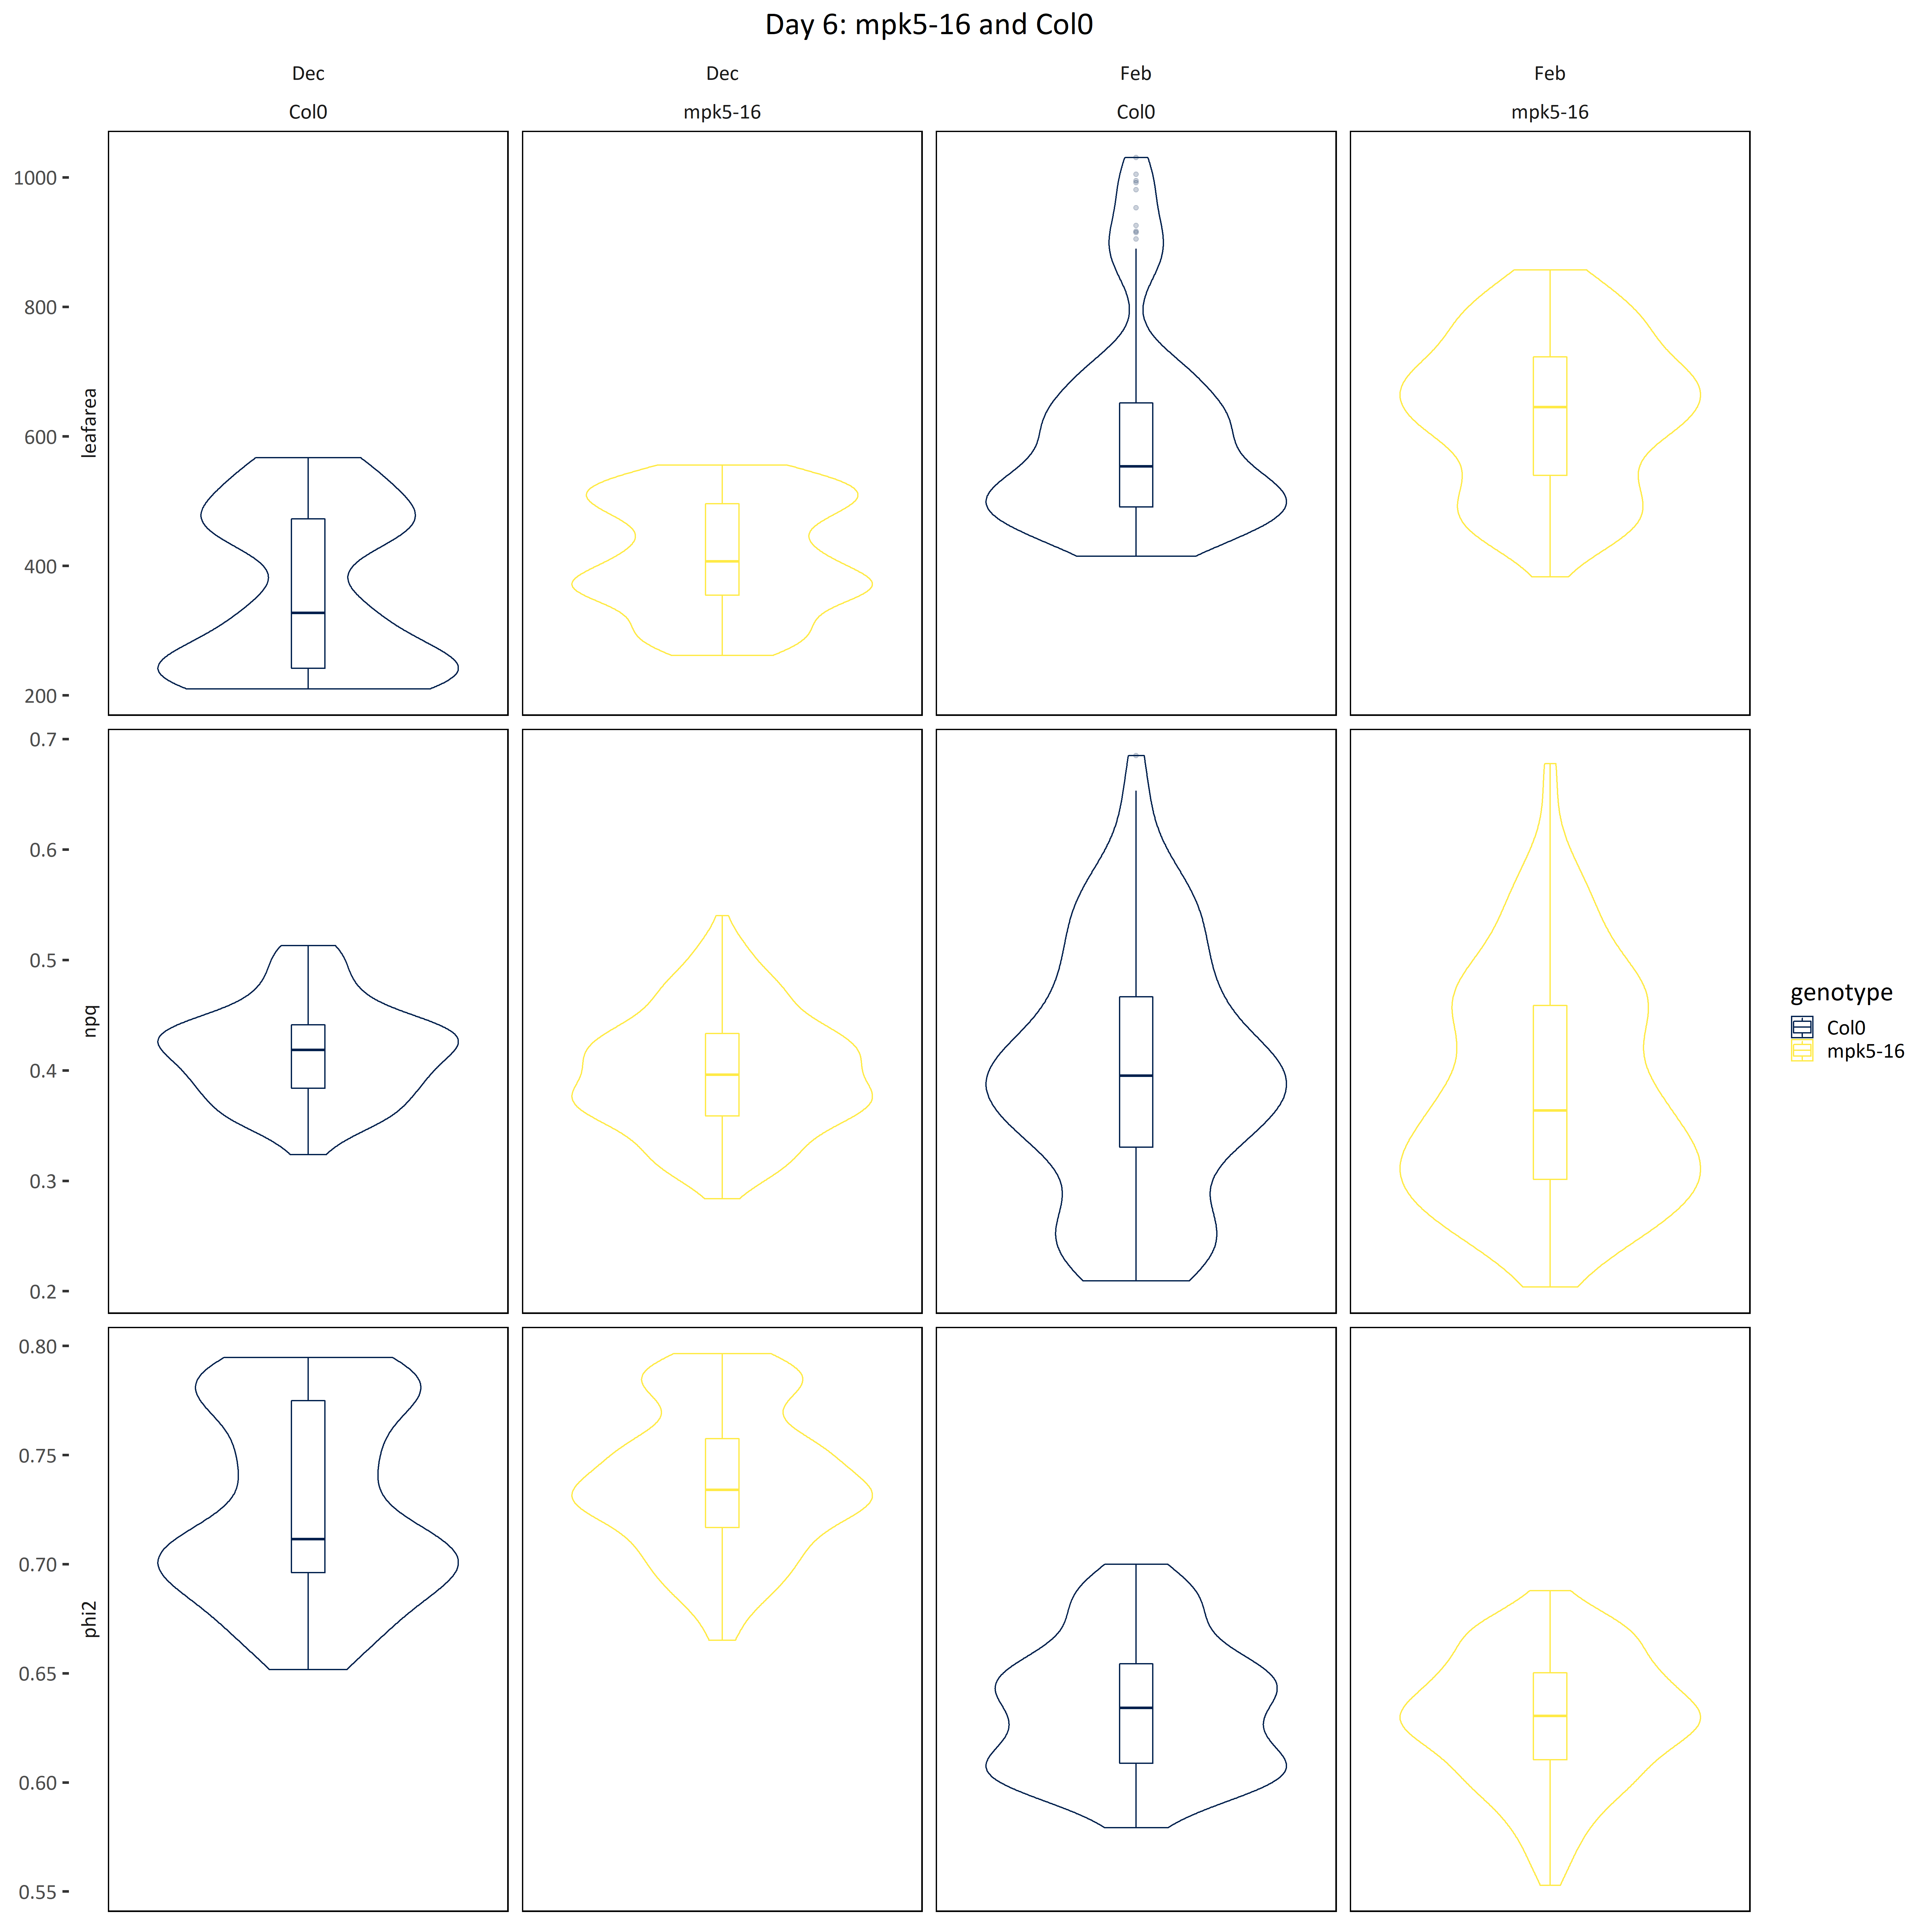 Day 6: mpk5-16 and Col0
Dec Dec Feb Feb
Col0 mpk5-16 Col0 mpk5-16
leafarea
1000
800
600
400
200
npq
0.7
0.6
0.5
0.4
0.3
0.2
phi2
0.80
0.75
0.70
0.65
0.60
0.55
genotype
Col0
mpk5-16